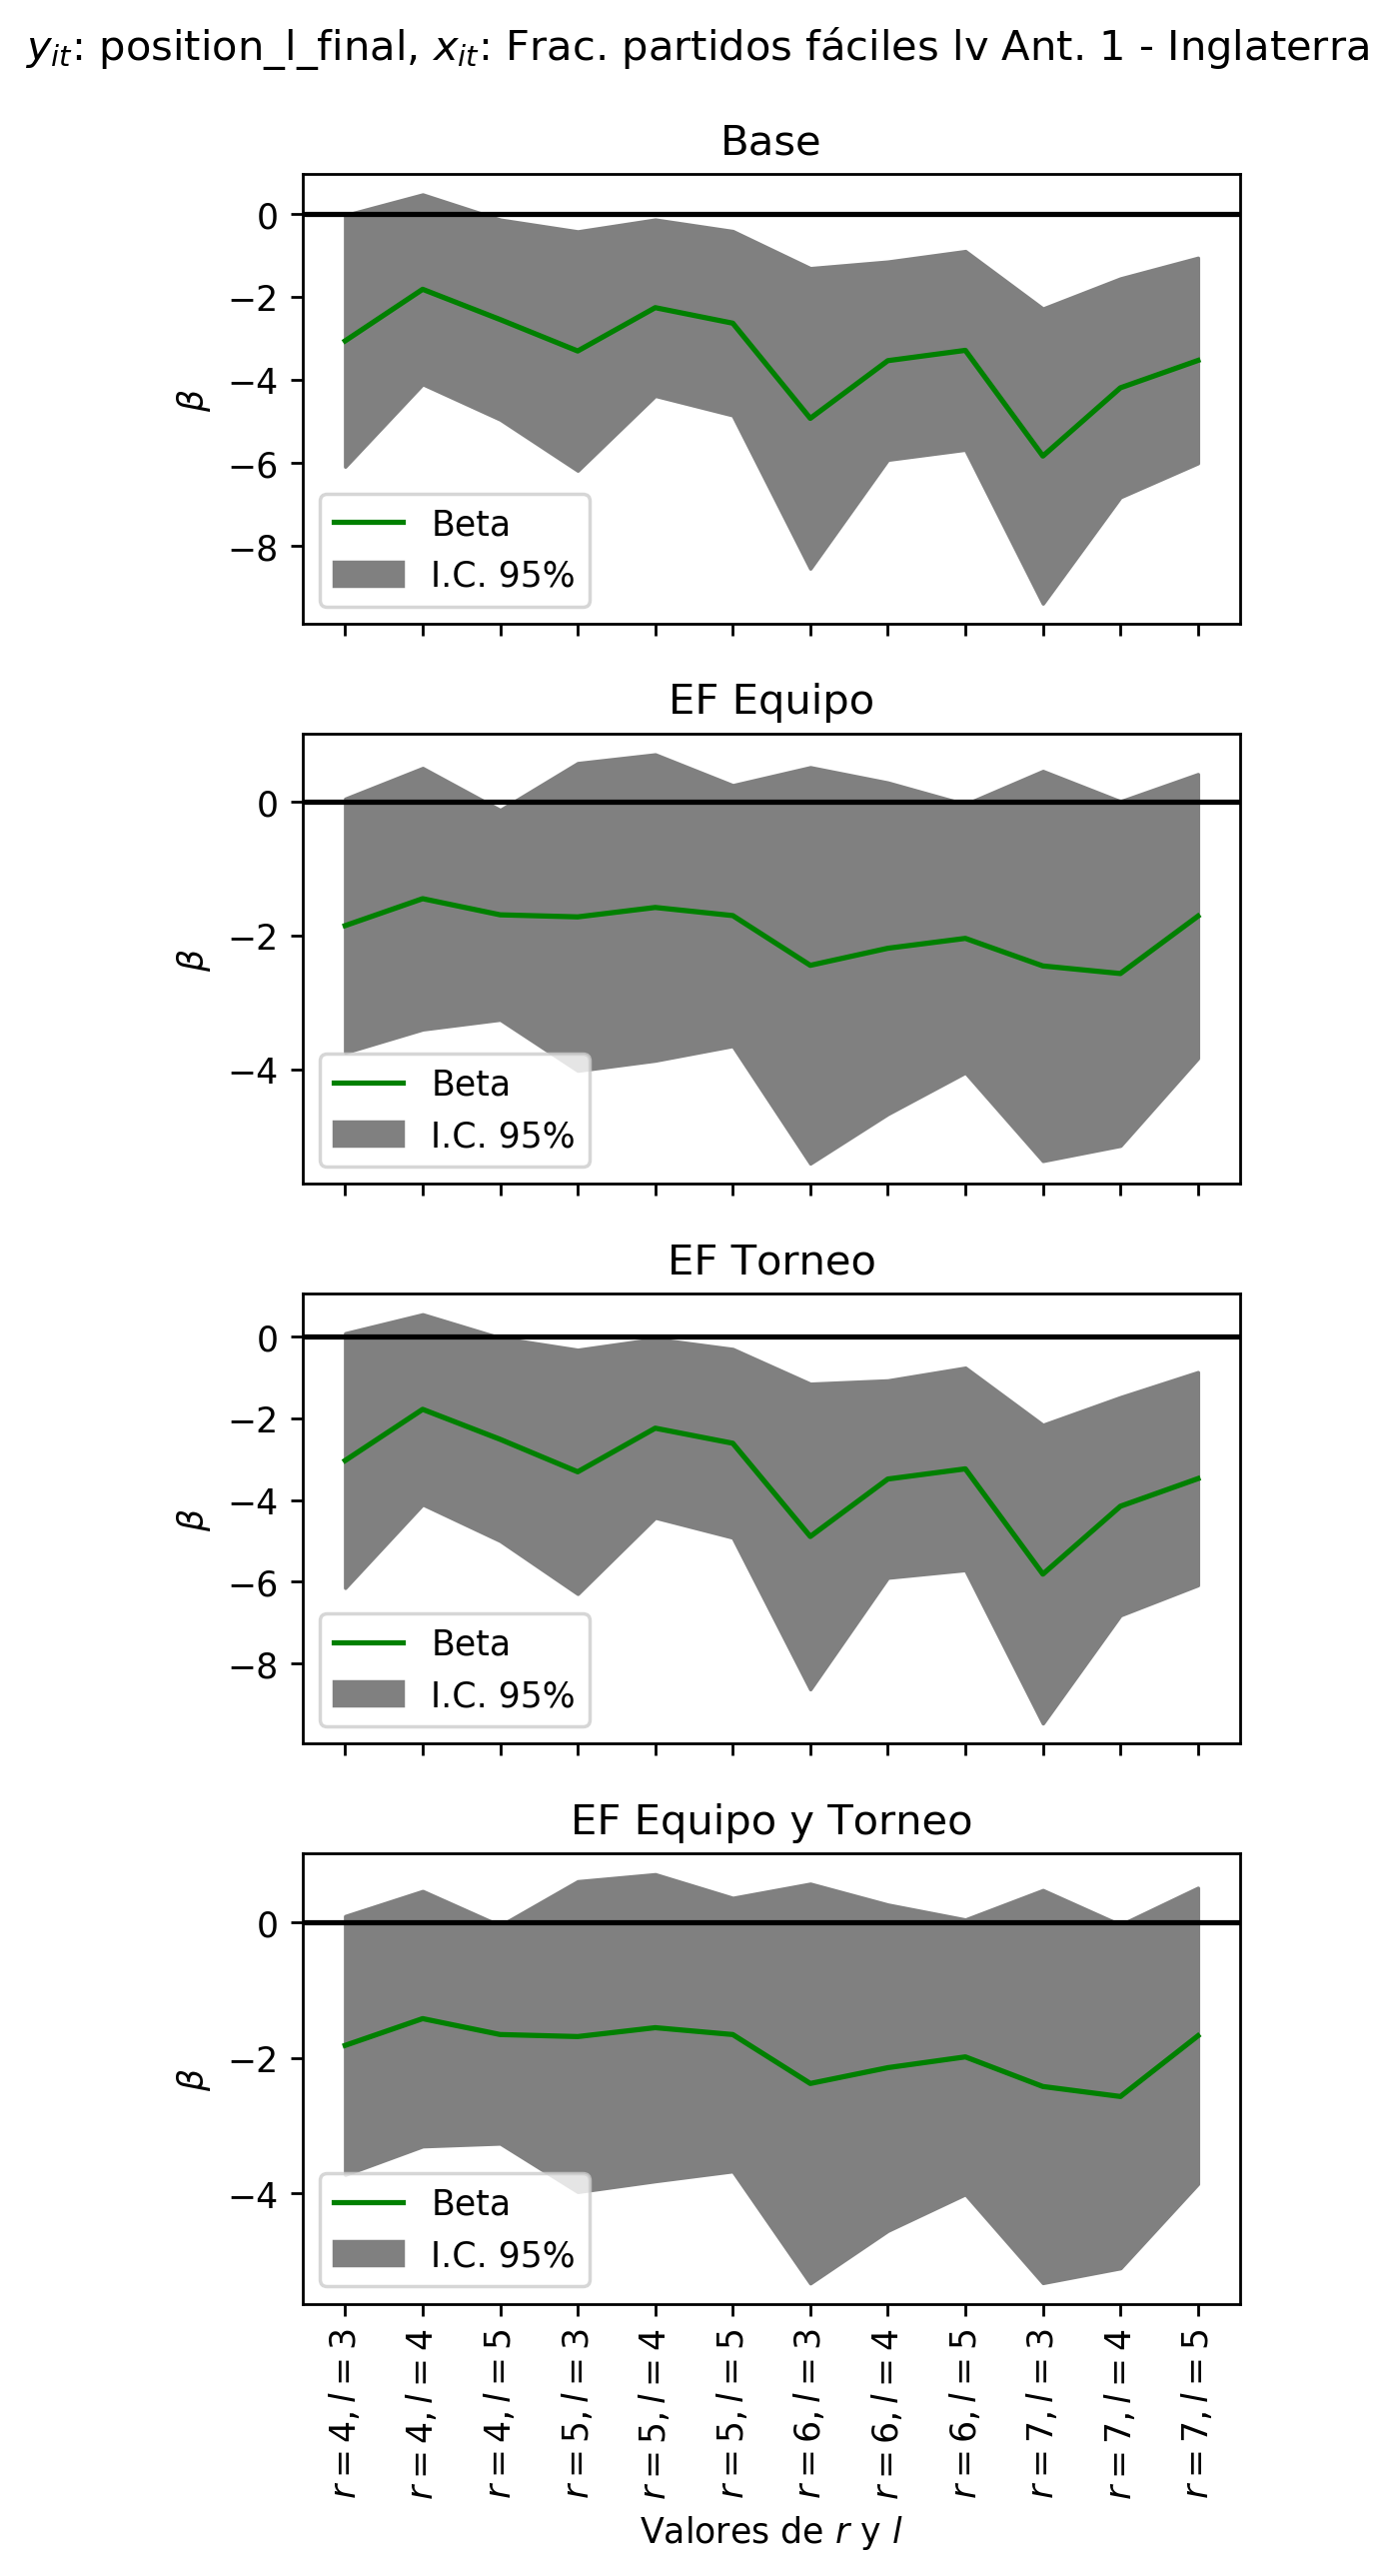 y_it: position_l_final, x_it: Frac. partidos fáciles lv Ant. 1 - Inglaterra
Base
0
−2
−4
−6
−8
β
Beta
I.C. 95%
EF Equipo
0
−2
−4
β
Beta
I.C. 95%
EF Torneo
0
−2
−4
−6
−8
β
Beta
I.C. 95%
EF Equipo y Torneo
0
−2
−4
β
Beta
I.C. 95%
r = 4, l = 3
r = 4, l = 4
r = 4, l = 5
r = 5, l = 3
r = 5, l = 4
r = 5, l = 5
r = 6, l = 3
r = 6, l = 4
r = 6, l = 5
r = 7, l = 3
r = 7, l = 4
r = 7, l = 5
Valores de r y l